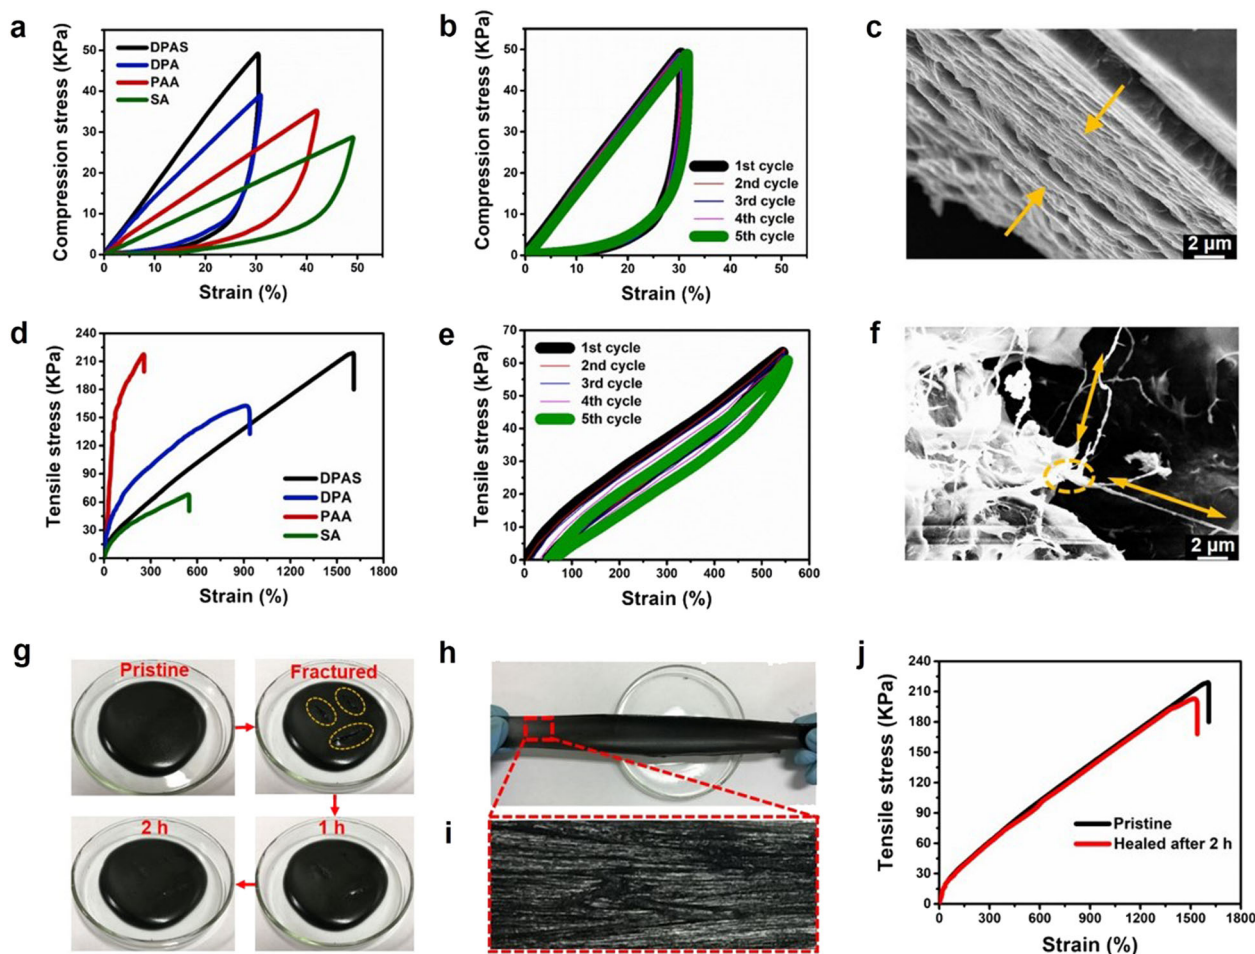 a
Compression stress (KPa)
50
40
30
20
10
0
DPAS
DPA
PAA
SA
0 10 20 30 40 50
Strain (%)
b
Compression stress (KPa)
50
40
30
20
10
0
1st cycle
2nd cycle
3rd cycle
4th cycle
5th cycle
0 10 20 30 40 50
Strain (%)
c
2 µm
d
Tensile stress (kPa)
240
210
180
150
120
90
60
30
0
DPAS
DPA
PAA
SA
0 300 600 900 1200 1500 1800
Strain (%)
e
Tensile stress (kPa)
70
60
50
40
30
20
10
0
1st cycle
2nd cycle
3rd cycle
4th cycle
5th cycle
0 100 200 300 400 500 600
Strain (%)
f
2 µm
g
Pristine
Fractured
2 h
1 h
h
i
j
Tensile stress (KPa)
240
210
180
150
120
90
60
30
0
Pristine
Healed after 2 h
0 300 600 900 1200 1500 1800
Strain (%)